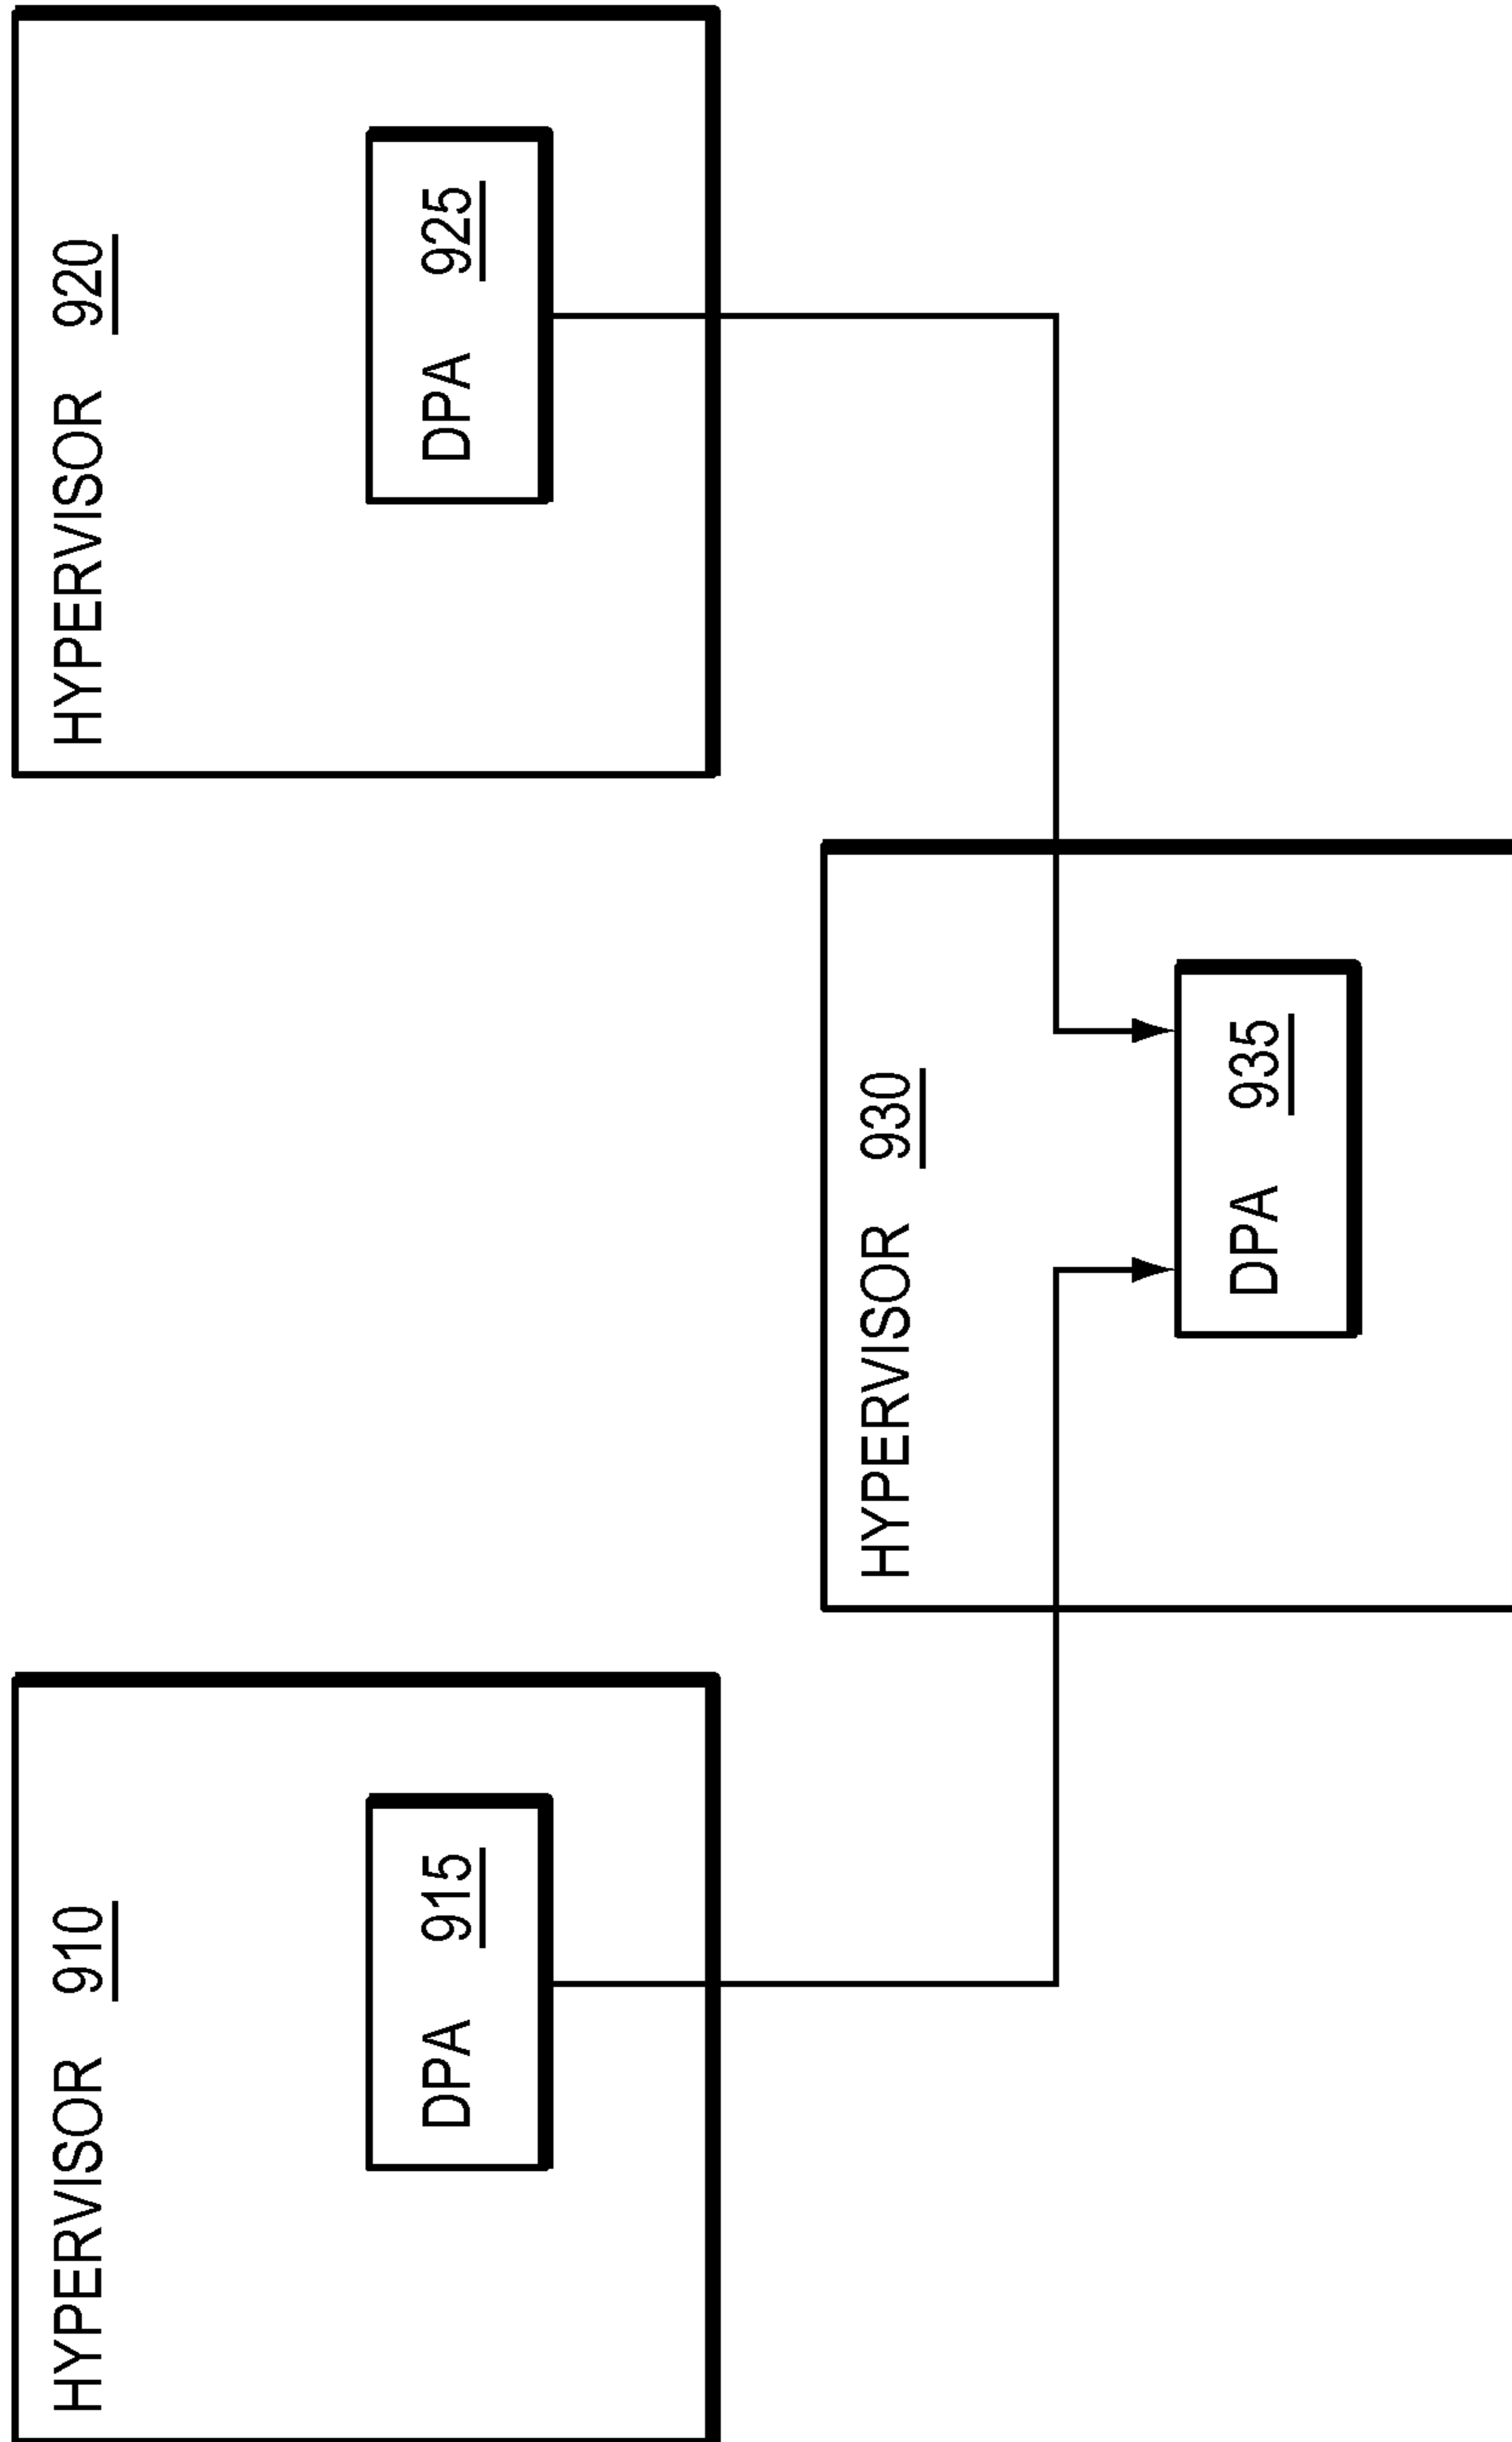 HYPERVISOR 910
DPA 915
HYPERVISOR 920
DPA 925
HYPERVISOR 930
DPA 935